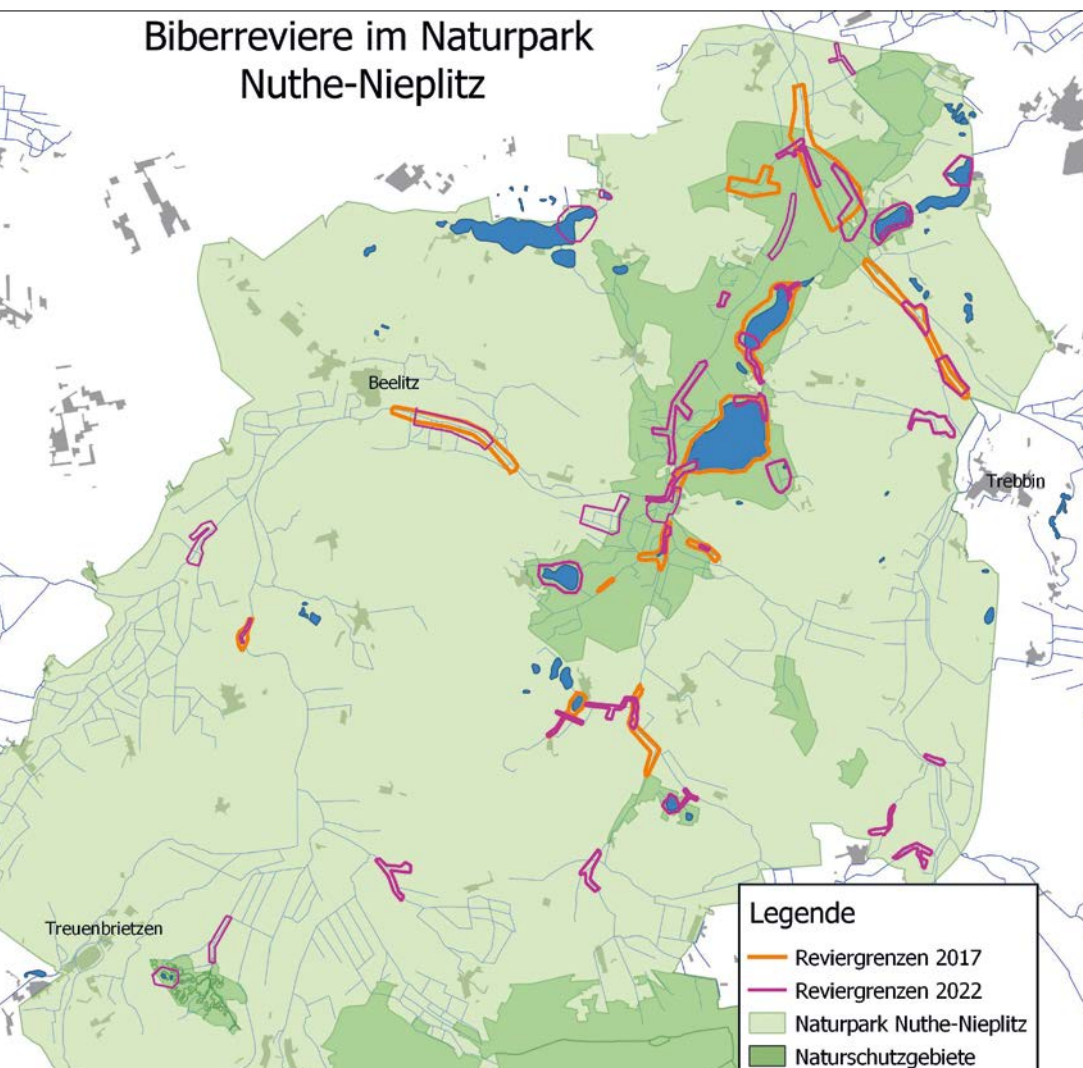 Biberreviere im Naturpark
Nuthe-Nieplitz
Beelitz
Trebbin
Treuenbrietzen
Legende
Reviergrenzen 2017
Reviergrenzen 2022
Naturpark Nuthe-Nieplitz
Naturschutzgebiete